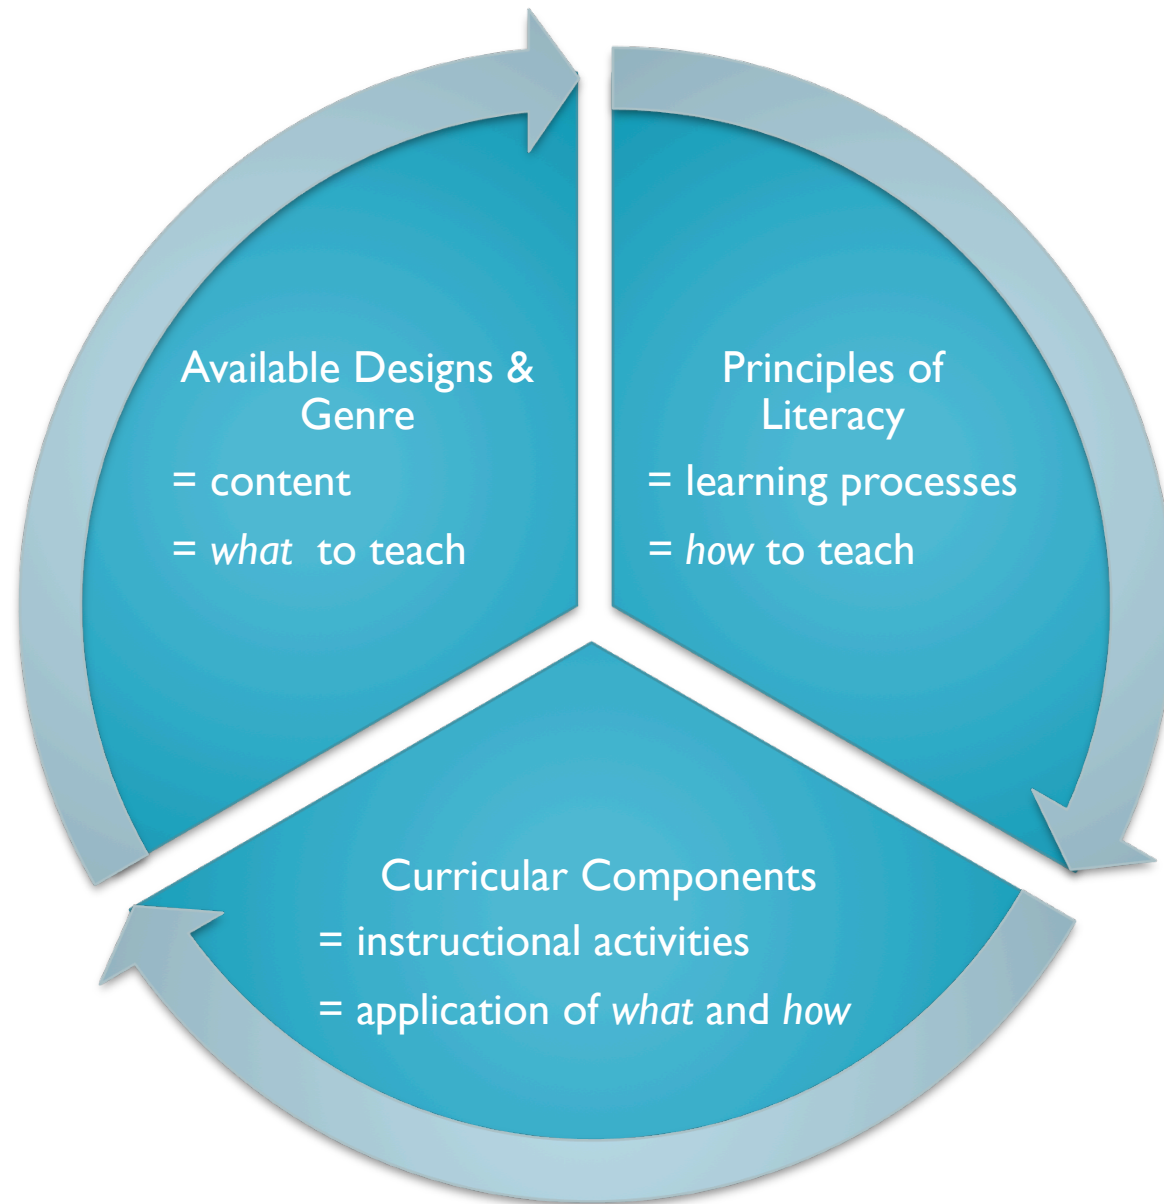 Available Designs &
Genre
= content
= what to teach
Principles of
Literacy
= learning processes
= how to teach
Curricular Components
= instructional activities
= application of what and how